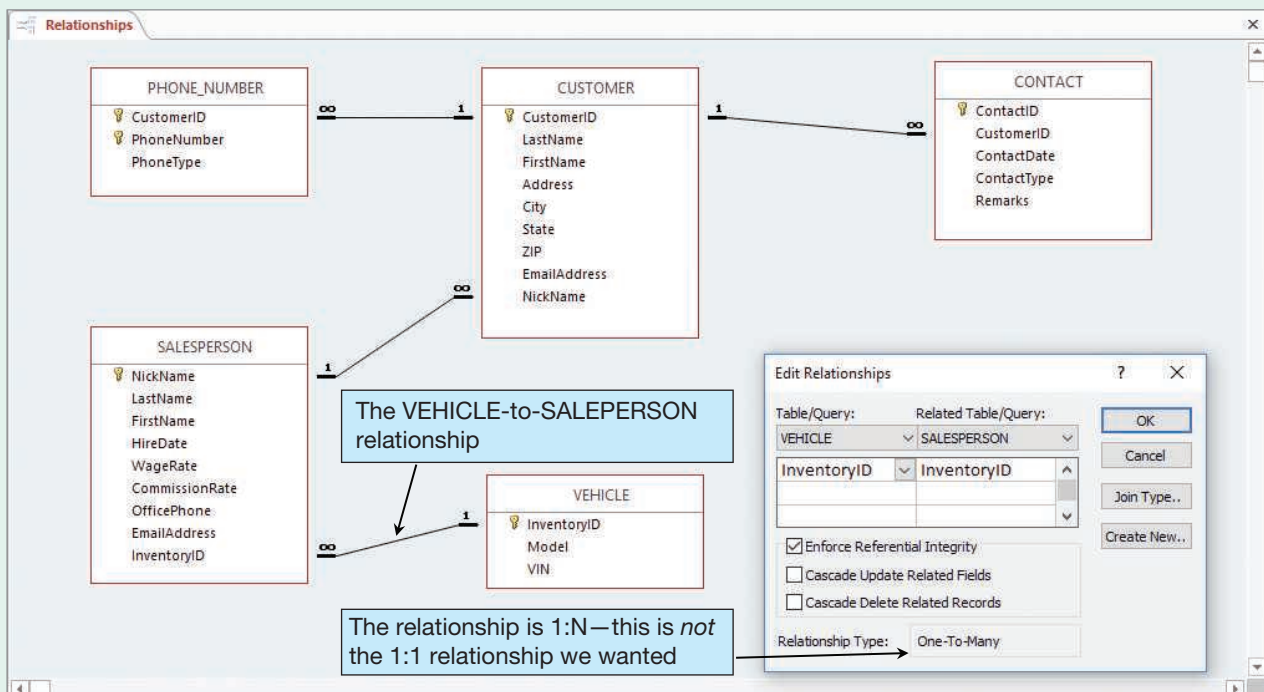 Relationships
PHONE_NUMBER
CustomerID
PhoneNumber
PhoneType
∞
1
CUSTOMER
CustomerID
LastName
FirstName
Address
City
State
ZIP
EmailAddress
NickName
1
∞
CONTACT
ContactID
CustomerID
ContactDate
ContactType
Remarks
∞
1
SALESPERSON
NickName
LastName
FirstName
HireDate
WageRate
CommissionRate
OfficePhone
EmailAddress
InventoryID
The VEHICLE-to-SALEPERSON
relationship
∞
1
VEHICLE
InventoryID
Model
VIN
The relationship is 1:N—this is not
the 1:1 relationship we wanted
Edit Relationships ?
Table/Query: Related Table/Query:
VEHICLE SALESPERSON
InventoryID InventoryID
Enforce Referential Integrity
Cascade Update Related Fields
Cascade Delete Related Records
Relationship Type: One-To-Many
OK
Cancel
Join Type..
Create New..